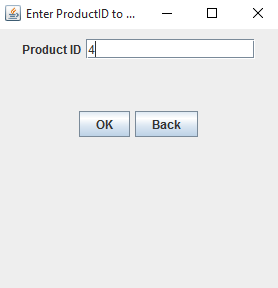 Enter ProductID to ...
Product ID 4
OK Back